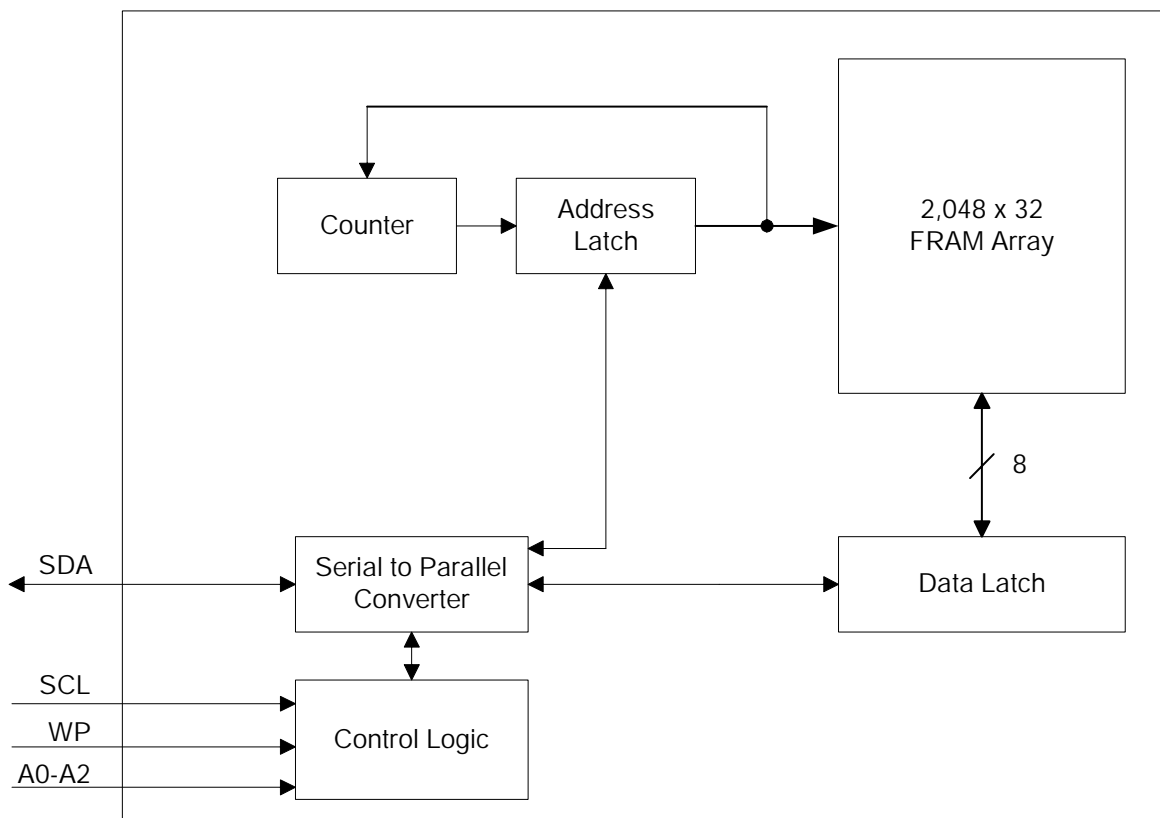 Counter
Address
Latch
2,048 x 32
FRAM Array
8
SDA
Serial to Parallel
Converter
Data Latch
SCL
WP
A0-A2
Control Logic